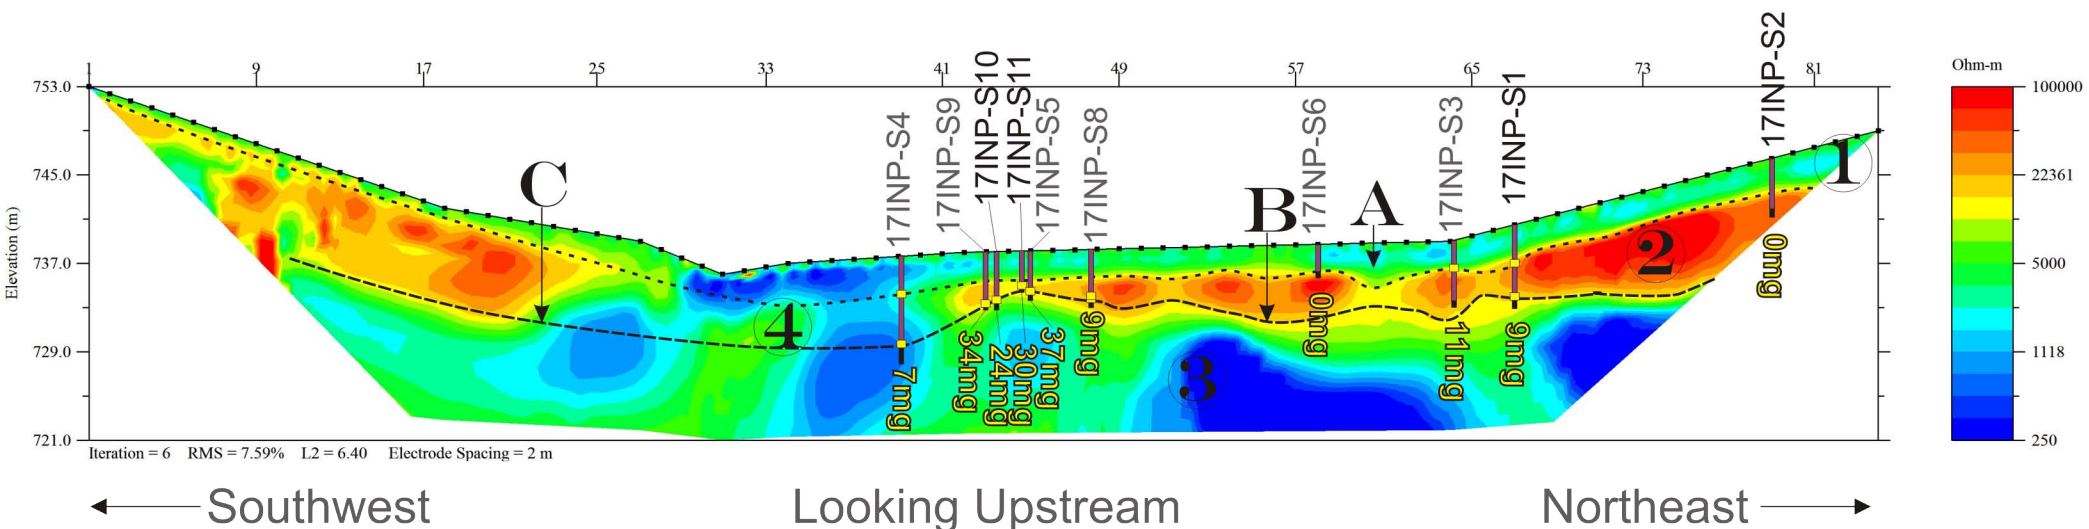 1 9 17 25 33 41 49 57 65 73 81
Ohm-m
753.0
745.0
737.0
729.0
721.0
Elevation (m)
17INP-S4
17INP-S9
17INP-S10
17INP-S11
17INP-S5
17INP-S8
17INP-S6
17INP-S3
17INP-S1
17INP-S2
C
B
A
1
2
3
4
7mg
34mg
24mg
30mg
37mg
9mg
0mg
11mg
9mg
0mg
100000
22361
5000
1118
250
Iteration = 6 RMS = 7.59% L2 = 6.40 Electrode Spacing = 2 m
Southwest Looking Upstream Northeast